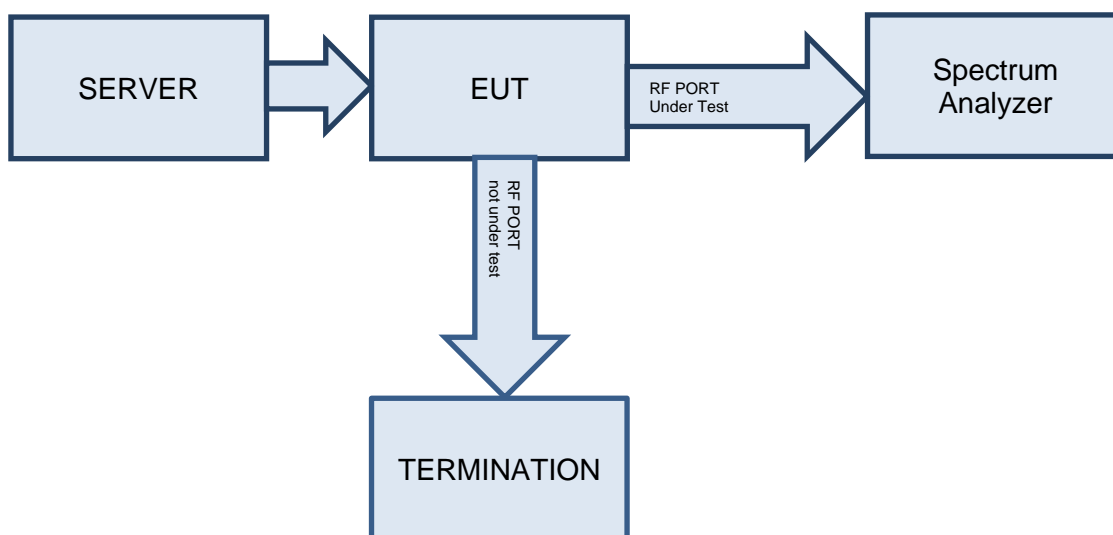 SERVER
EUT
RF PORT
Under Test
Spectrum
Analyzer
RF PORT
not under test
TERMINATION